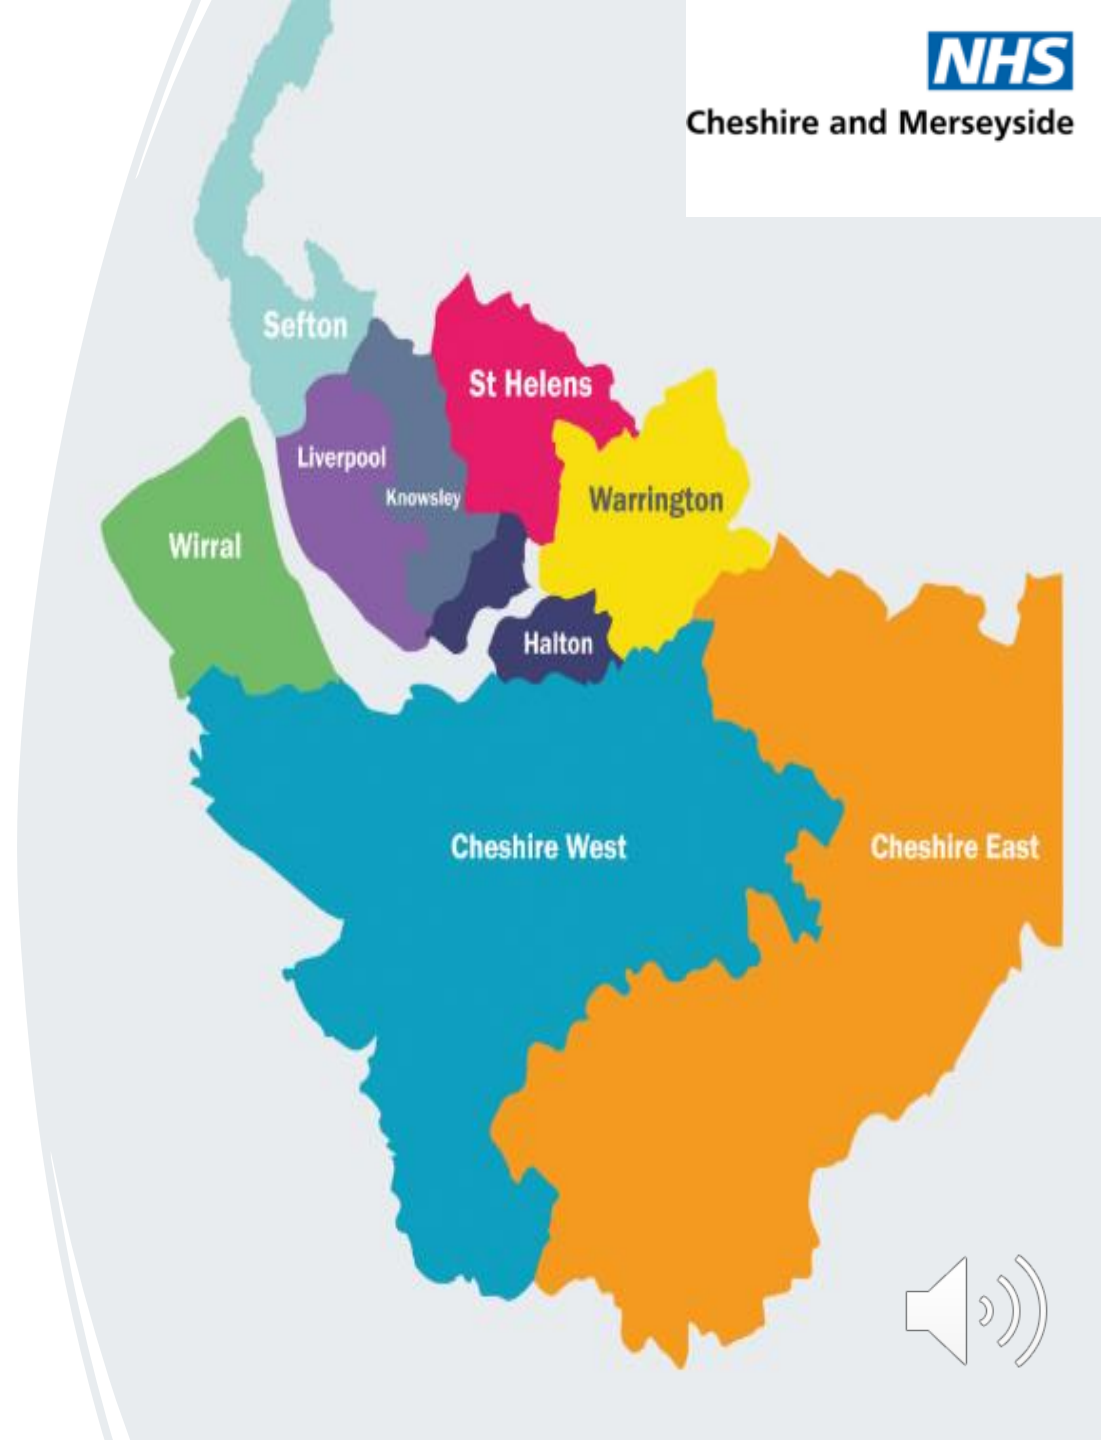 NHS
Cheshire and Merseyside
Sefton
St Helens
Liverpool
Knowsley
Warrington
Wirral
Halton
Cheshire West
Cheshire East